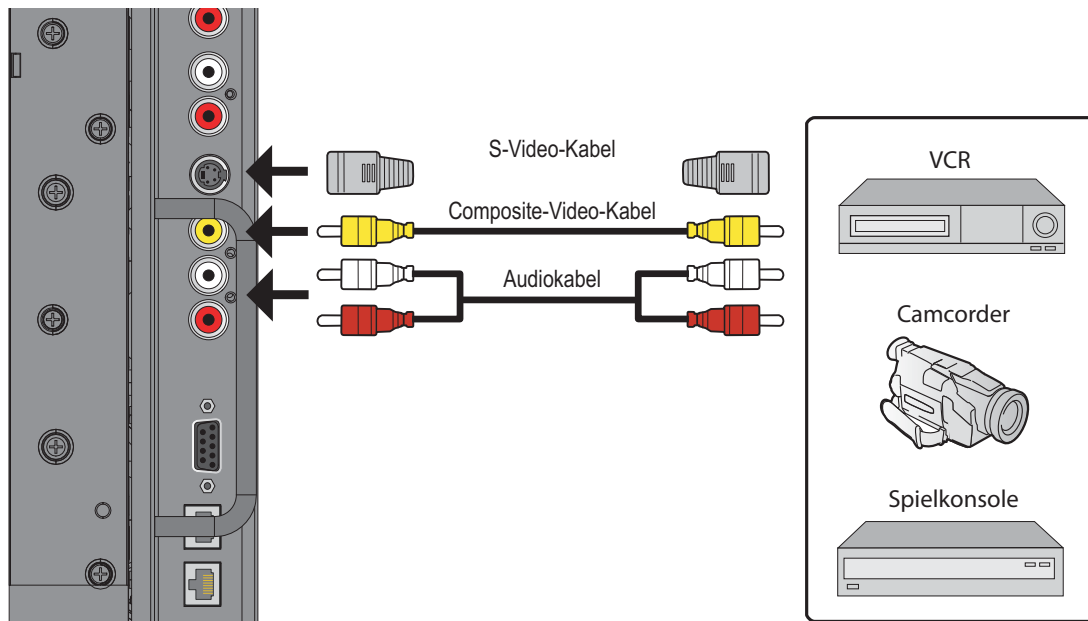 S-Video-Kabel
Composite-Video-Kabel
Audiokabel
VCR
Camcorder
Spielkonsole